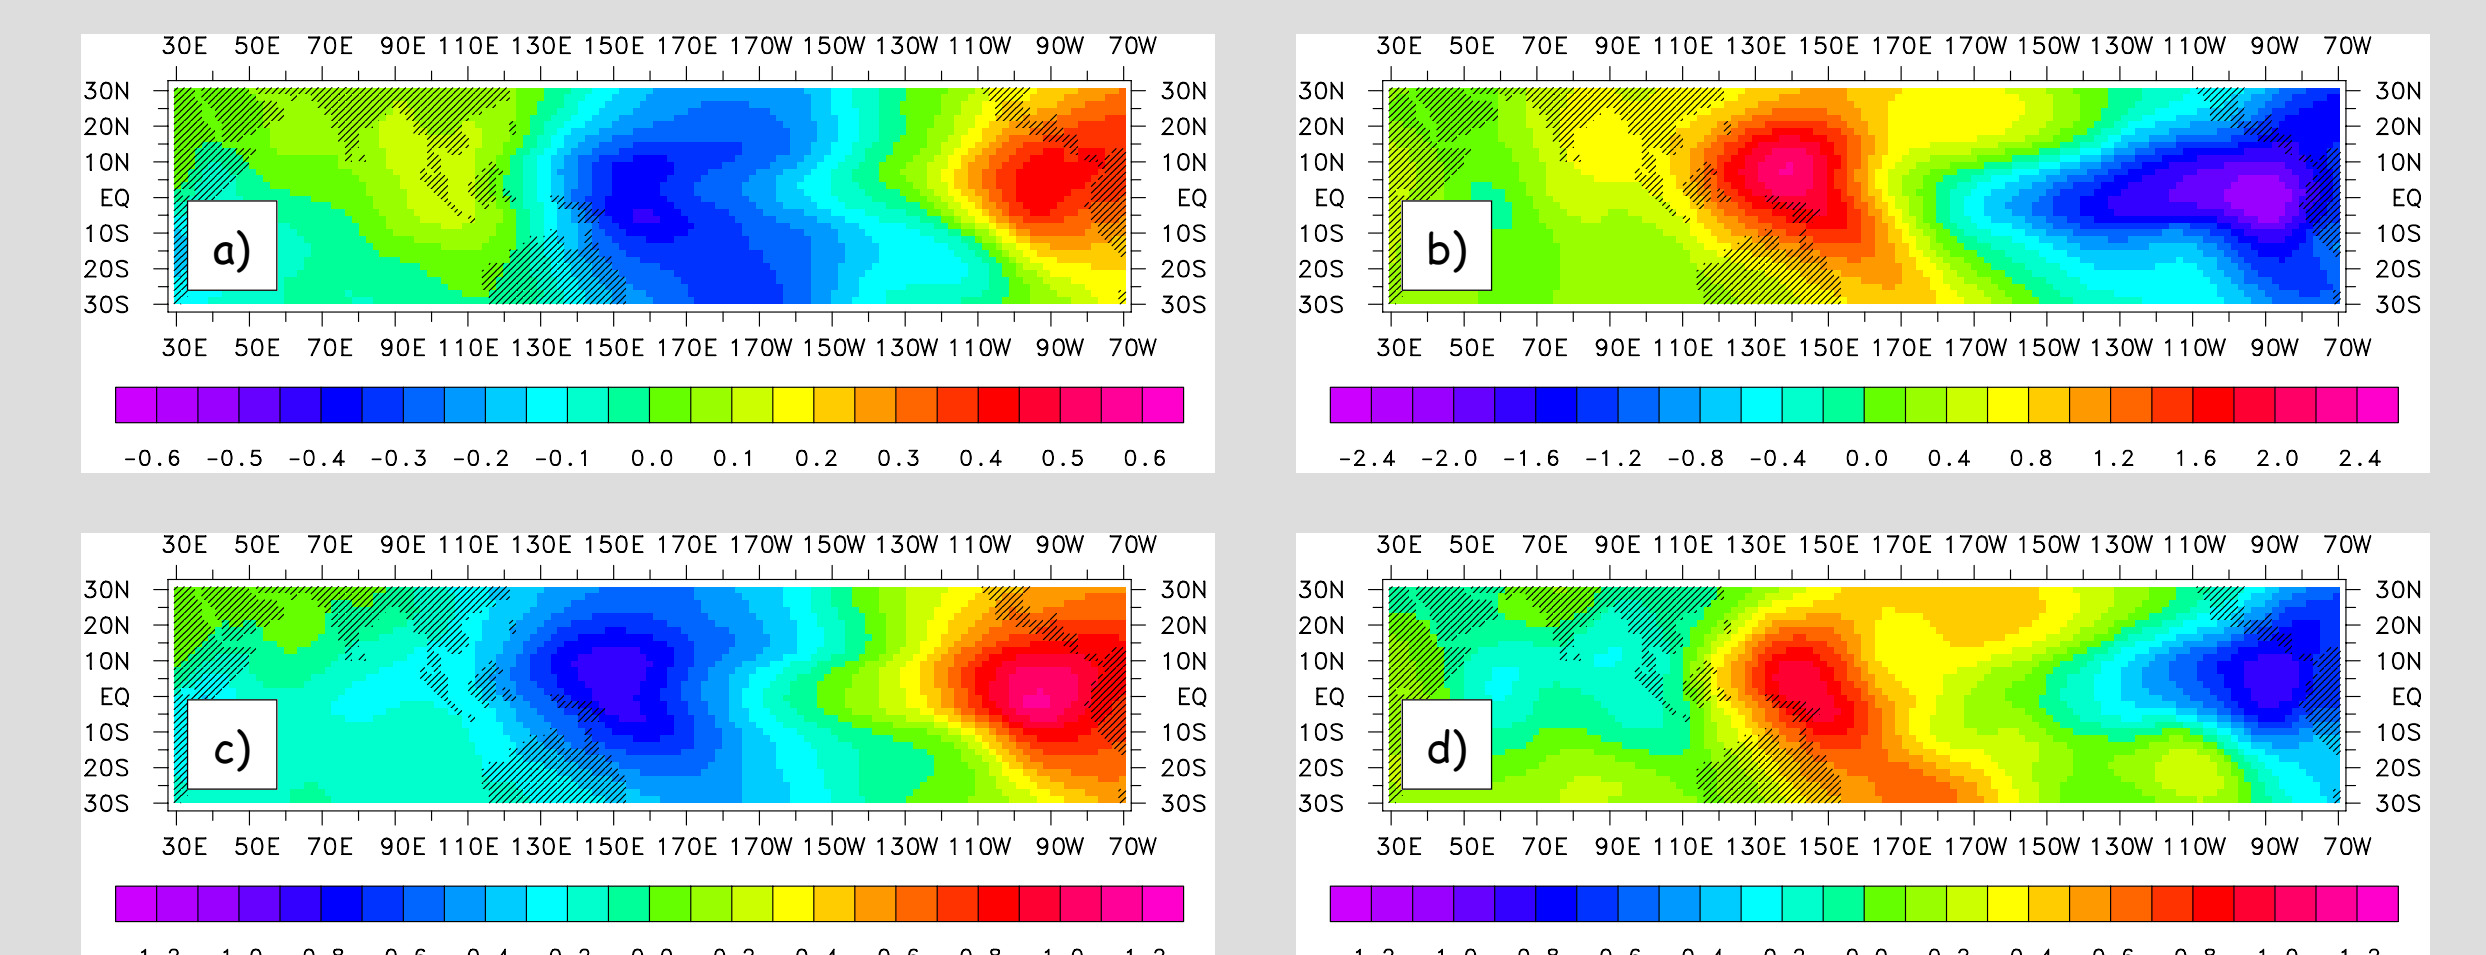 30E 50E 70E 90E 110E 130E 150E 170E 170W 150W 130W 110W 90W 70W
30N 30N
20N 20N
10N 10N
EQ EQ
10S 10S
20S 20S
30S 30S
a)
30E 50E 70E 90E 110E 130E 150E 170E 170W 150W 130W 110W 90W 70W
-0.6 -0.5 -0.4 -0.3 -0.2 -0.1 0.0 0.1 0.2 0.3 0.4 0.5 0.6
30E 50E 70E 90E 110E 130E 150E 170E 170W 150W 130W 110W 90W 70W
30N 30N
20N 20N
10N 10N
EQ EQ
10S 10S
20S 20S
30S 30S
b)
30E 50E 70E 90E 110E 130E 150E 170E 170W 150W 130W 110W 90W 70W
-2.4 -2.0 -1.6 -1.2 -0.8 -0.4 0.0 0.4 0.8 1.2 1.6 2.0 2.4
30E 50E 70E 90E 110E 130E 150E 170E 170W 150W 130W 110W 90W 70W
30N 30N
20N 20N
10N 10N
EQ EQ
10S 10S
20S 20S
30S 30S
c)
30E 50E 70E 90E 110E 130E 150E 170E 170W 150W 130W 110W 90W 70W
30E 50E 70E 90E 110E 130E 150E 170E 170W 150W 130W 110W 90W 70W
30N 30N
20N 20N
10N 10N
EQ EQ
10S 10S
20S 20S
30S 30S
d)
30E 50E 70E 90E 110E 130E 150E 170E 170W 150W 130W 110W 90W 70W